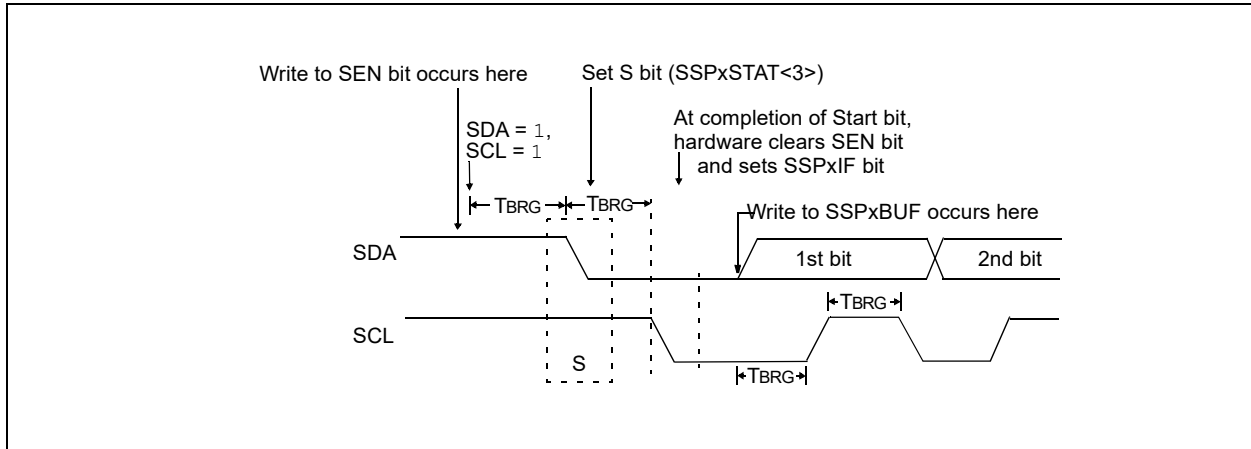 Write to SEN bit occurs here
Set S bit (SSPxSTAT<3>)
SDA = 1,
SCL = 1
At completion of Start bit,
hardware clears SEN bit
and sets SSPxIF bit
TBRG
TBRG
Write to SSPxBUF occurs here
SDA
1st bit
2nd bit
TBRG
SCL
S
TBRG